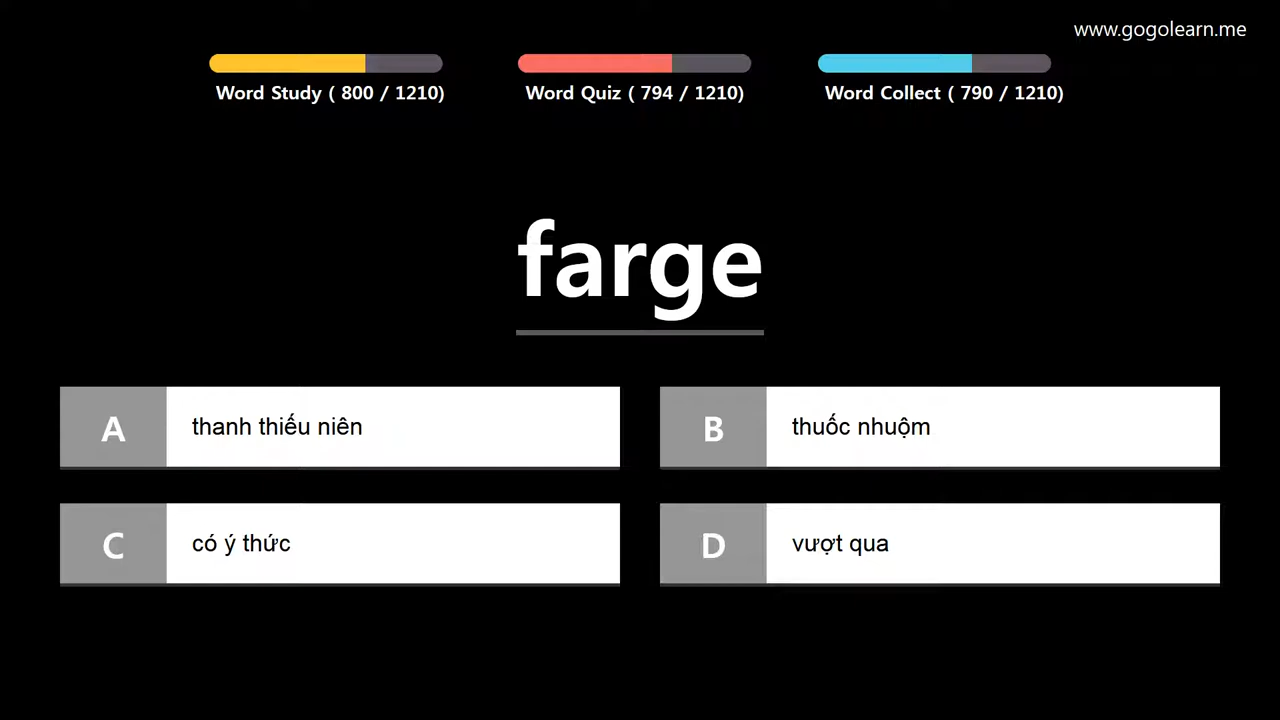 www.gogolearn.me
Word Study ( 800 / 1210)
Word Quiz ( 794 / 1210)
Word Collect ( 790 / 1210)
farge
A thanh thiếu niên
B thuốc nhuộm
C có ý thức
D vượt qua